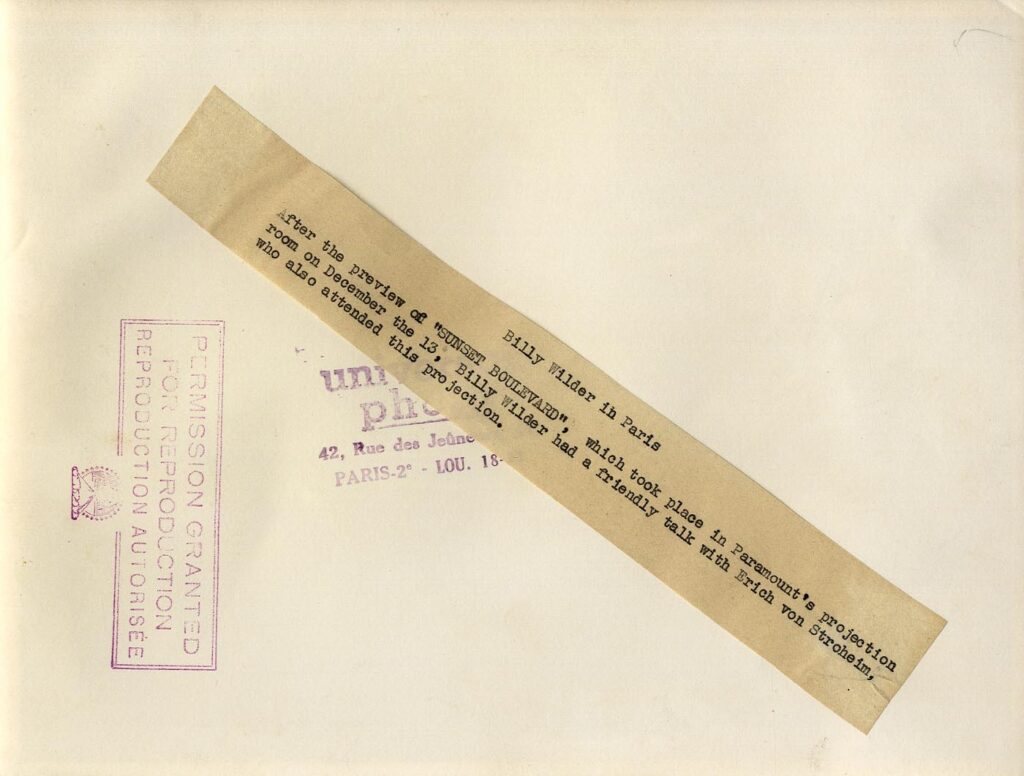 Billy Wilder in Paris
After the preview of "SUNSET BOULEVARD", which took place in Paramount's projection
room on December the 13, Billy Wilder had a friendly talk with Erich von Stroheim,
who also attended this projection.
42, Rue des
PARIS-2e - LOU. 18-
PERMISSION GRANTED
FOR REPRODUCTION
REPRODUCTION AUTORISÉE